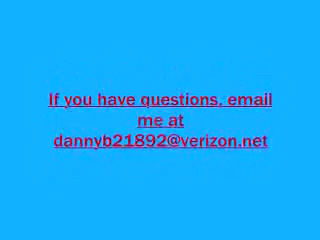 If you have questions, email
me at
dannyb21892@verizon.net